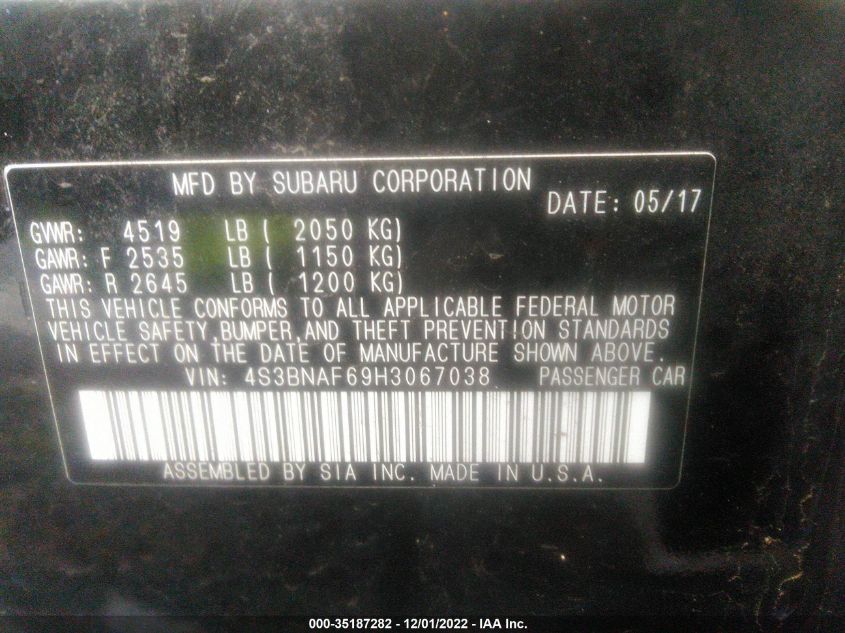 MFD BY SUBARU CORPORATION
DATE: 05/17
GVWR: 4519 LB ( 2050 KG)
GAWR: F 2535 LB ( 1150 KG)
GAWR: R 2645 LB ( 1200 KG)
THIS VEHICLE CONFORMS TO ALL APPLICABLE FEDERAL MOTOR
VEHICLE SAFETY, BUMPER, AND THEFT PREVENTION STANDARDS
IN EFFECT ON THE DATE OF MANUFACTURE SHOWN ABOVE.
VIN: 4S3BNAF69H3067038 PASSENGER CAR
ASSEMBLED BY SIA INC. MADE IN U.S.A.
000-35187282 - 12/01/2022 - IAA Inc.